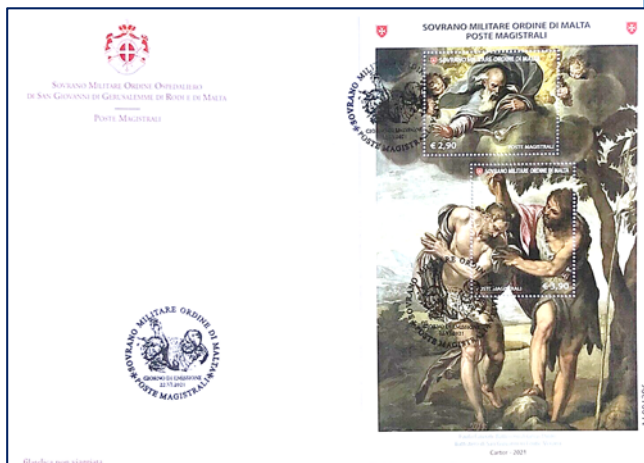 SOVRANO MILITARE ORDINE OSPEDALIERO
DI SAN GIOVANNI DI GERUSALEMME DI RODI E DI MALTA
POSTE MAGISTRALI
SOVRANO MILITARE ORDINE DI MALTA
POSTE MAGISTRALI
SOVRANO MILITARE ORDINE DI MALTA
€ 2,90
POSTE MAGISTRALI
SOVRANO MILITARE ORDINE DI MALTA
POSTE MAGISTRALI
SOVRANO MILITARE ORDINE DI MALTA
GIORNO DI EMISSIONE
POSTE MAGISTRALI
Cartor - 2021